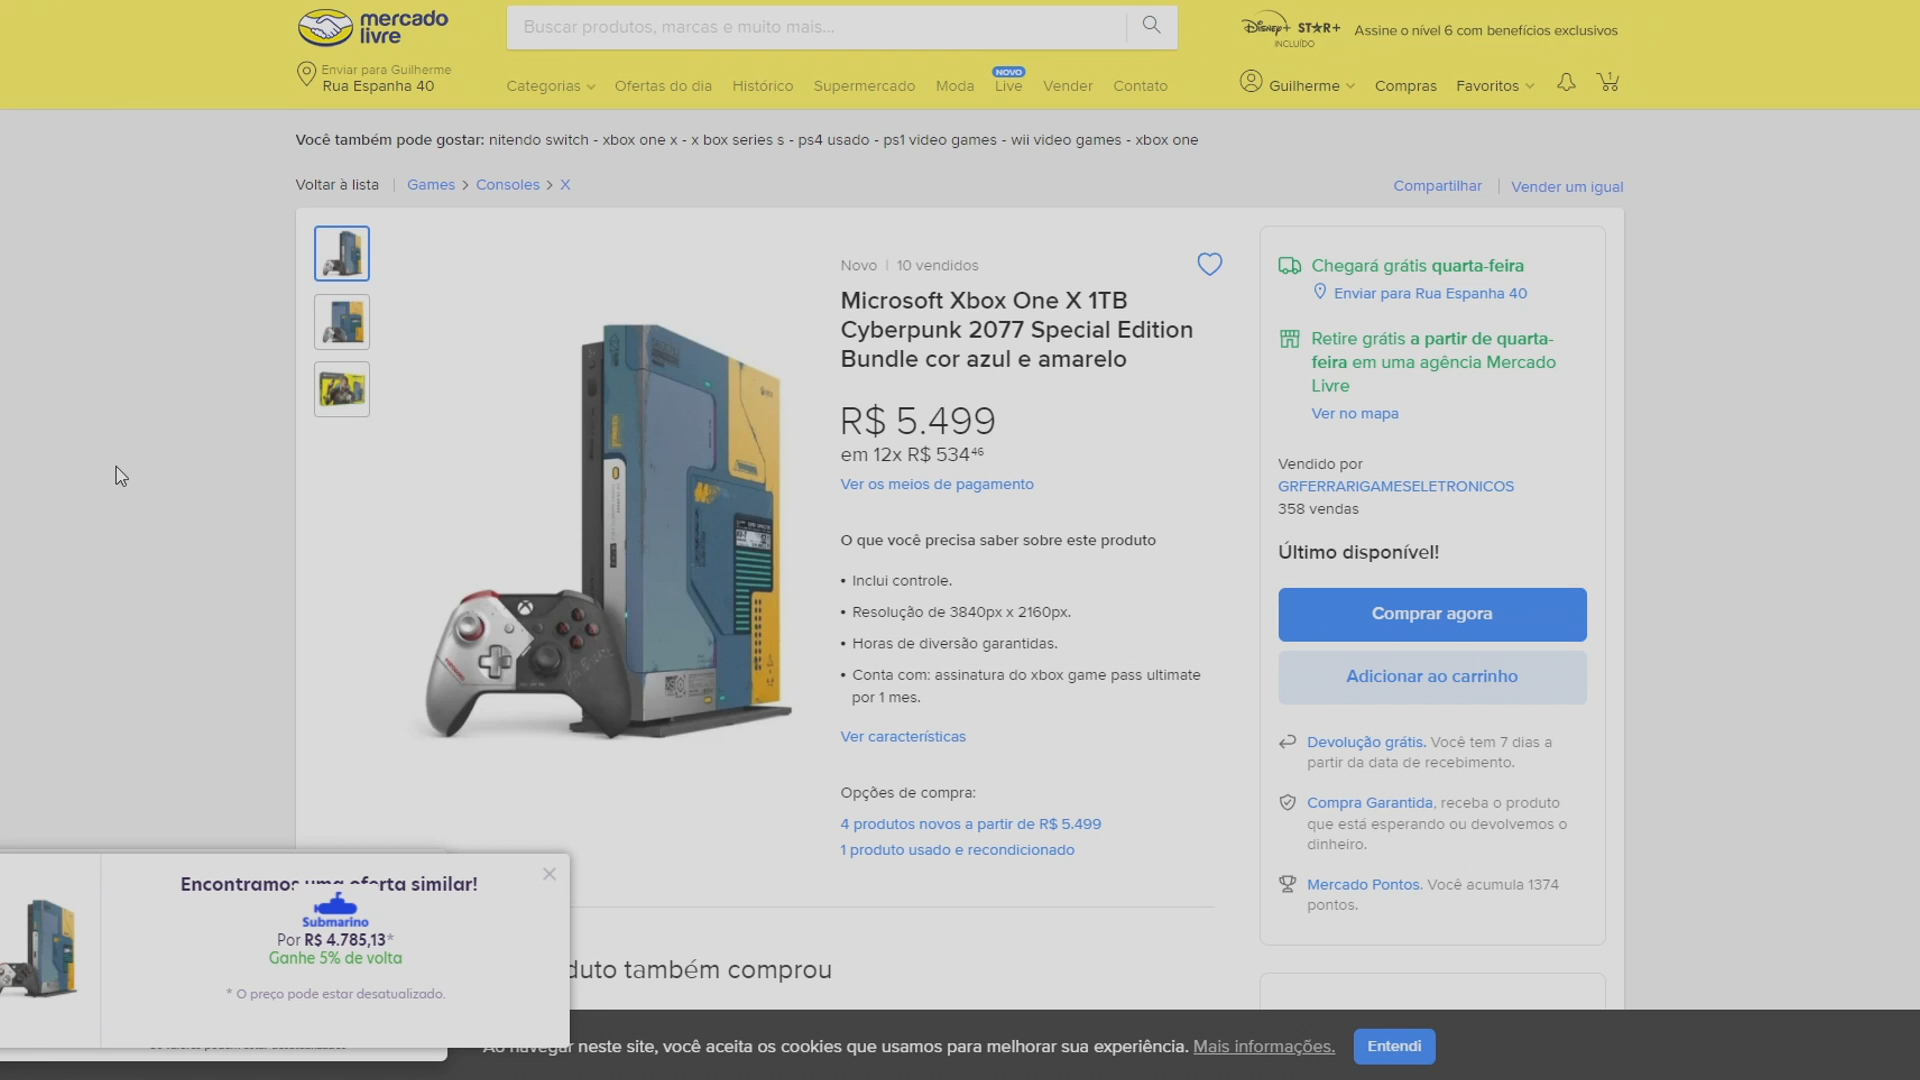 mercado
livre
Buscar produtos, marcas e muito mais...
Disney+ STAR+
INCLUÍDO
Assine o nível 6 com benefícios exclusivos
Enviar para Guilherme
Rua Espanha 40
Categorias
Ofertas do dia
Histórico
Supermercado
Moda
NOVO
Live
Vender
Contato
Guilherme
Compras
Favoritos
1
Você também pode gostar: nitendo switch - xbox one x - x box series s - ps4 usado - ps1 video games - wii video games - xbox one
Voltar à lista
Games > Consoles > X
Compartilhar
Vender um igual
Novo | 10 vendidos
Microsoft Xbox One X 1TB
Cyberpunk 2077 Special Edition
Bundle cor azul e amarelo
R$ 5.499
em 12x R$ 534⁴⁶
Ver os meios de pagamento
O que você precisa saber sobre este produto
• Inclui controle.
• Resolução de 3840px x 2160px.
• Horas de diversão garantidas.
• Conta com: assinatura do xbox game pass ultimate
por 1 mes.
Ver características
Opções de compra:
4 produtos novos a partir de R$ 5.499
1 produto usado e recondicionado
duto também comprou
Chegará grátis quarta-feira
Enviar para Rua Espanha 40
Retire grátis a partir de quarta-
feira em uma agência Mercado
Livre
Ver no mapa
Vendido por
GRFERRARIGAMESELETRONICOS
358 vendas
Último disponível!
Comprar agora
Adicionar ao carrinho
Devolução grátis. Você tem 7 dias a
partir da data de recebimento.
Compra Garantida, receba o produto
que está esperando ou devolvemos o
dinheiro.
Mercado Pontos. Você acumula 1374
pontos.
Encontramos uma oferta similar!
Submarino
Por R$ 4.785,13*
Ganhe 5% de volta
* O preço pode estar desatualizado.
Ao navegar neste site, você aceita os cookies que usamos para melhorar sua experiência. Mais informações.
Entendi